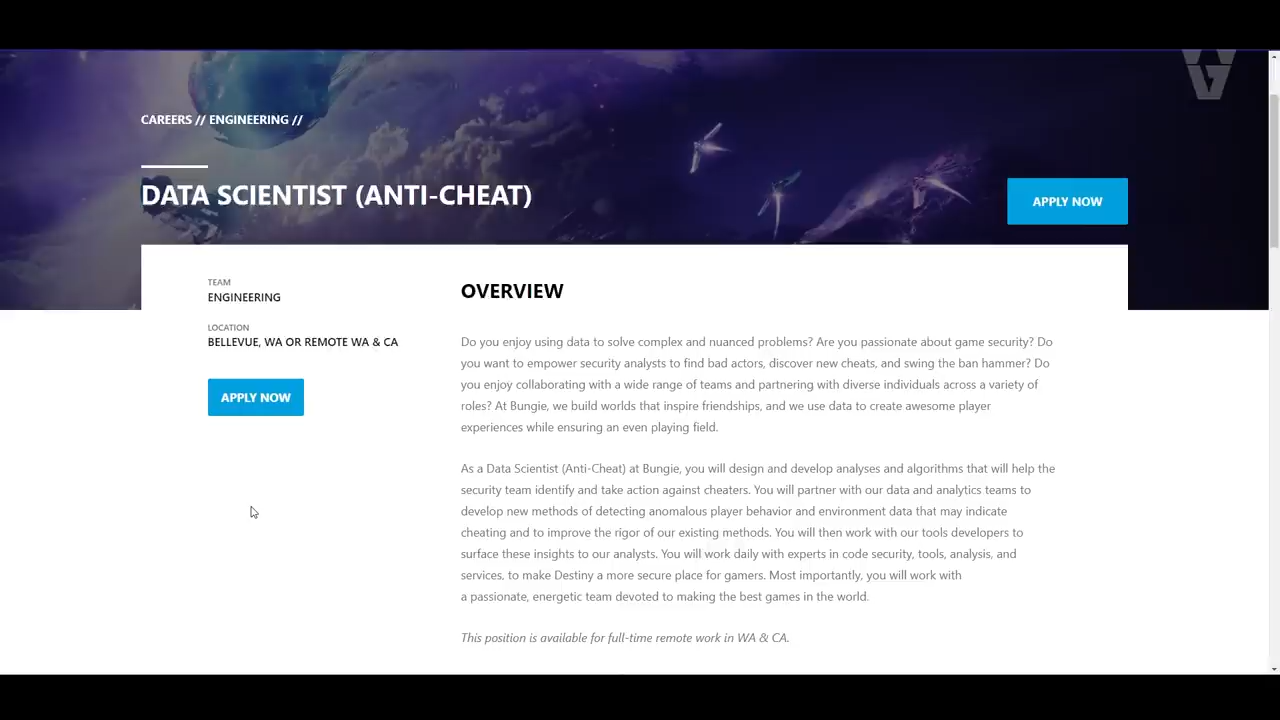 CAREERS // ENGINEERING //
DATA SCIENTIST (ANTI-CHEAT)
APPLY NOW
TEAM
ENGINEERING
LOCATION
BELLEVUE, WA OR REMOTE WA & CA
APPLY NOW
OVERVIEW
Do you enjoy using data to solve complex and nuanced problems? Are you passionate about game security? Do
you want to empower security analysts to find bad actors, discover new cheats, and swing the ban hammer? Do
you enjoy collaborating with a wide range of teams and partnering with diverse individuals across a variety of
roles? At Bungie, we build worlds that inspire friendships, and we use data to create awesome player
experiences while ensuring an even playing field.
As a Data Scientist (Anti-Cheat) at Bungie, you will design and develop analyses and algorithms that will help the
security team identify and take action against cheaters. You will partner with our data and analytics teams to
develop new methods of detecting anomalous player behavior and environment data that may indicate
cheating and to improve the rigor of our existing methods. You will then work with our tools developers to
surface these insights to our analysts. You will work daily with experts in code security, tools, analysis, and
services, to make Destiny a more secure place for gamers. Most importantly, you will work with
a passionate, energetic team devoted to making the best games in the world.
This position is available for full-time remote work in WA & CA.